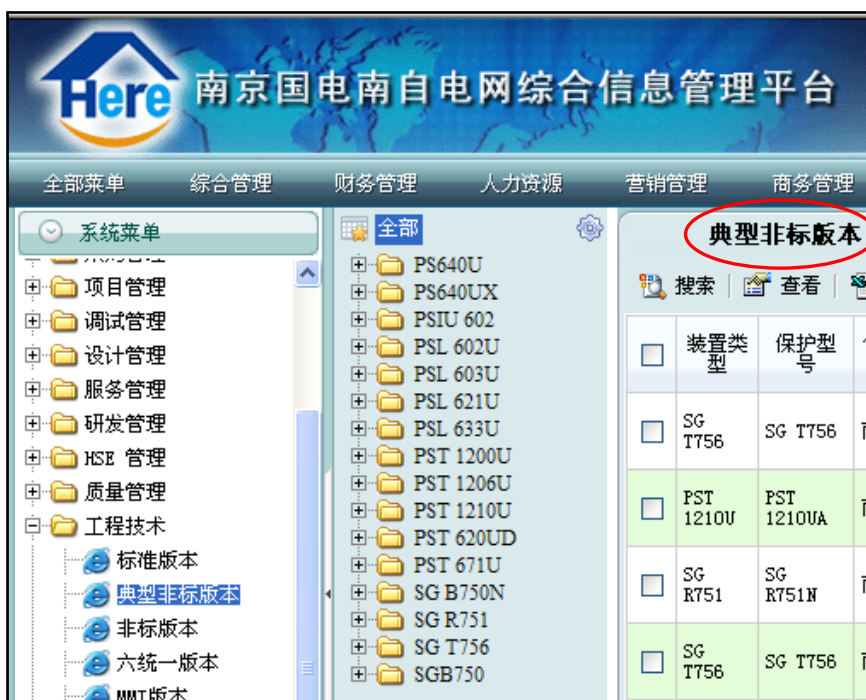 Here
南京国电南自电网综合信息管理平台
全部菜单 综合管理 财务管理 人力资源 营销管理 商务管理
系统菜单
项目管理
调试管理
设计管理
服务管理
研发管理
HSE 管理
质量管理
工程技术
标准版本
典型非标版本
非标版本
六统一版本
MMI版本
全部
PS640U
PS640UX
PSIU 602
PSL 602U
PSL 603U
PSL 621U
PSL 633U
PST 1200U
PST 1206U
PST 1210U
PST 620UD
PST 671U
SG B750N
SG R751
SG T756
SGB750
典型非标版本
搜索 查看
装置类型 保护型号
SG T756 SG T756
PST 1210U PST 1210UA
SG R751 SG R751N
SG T756 SG T756